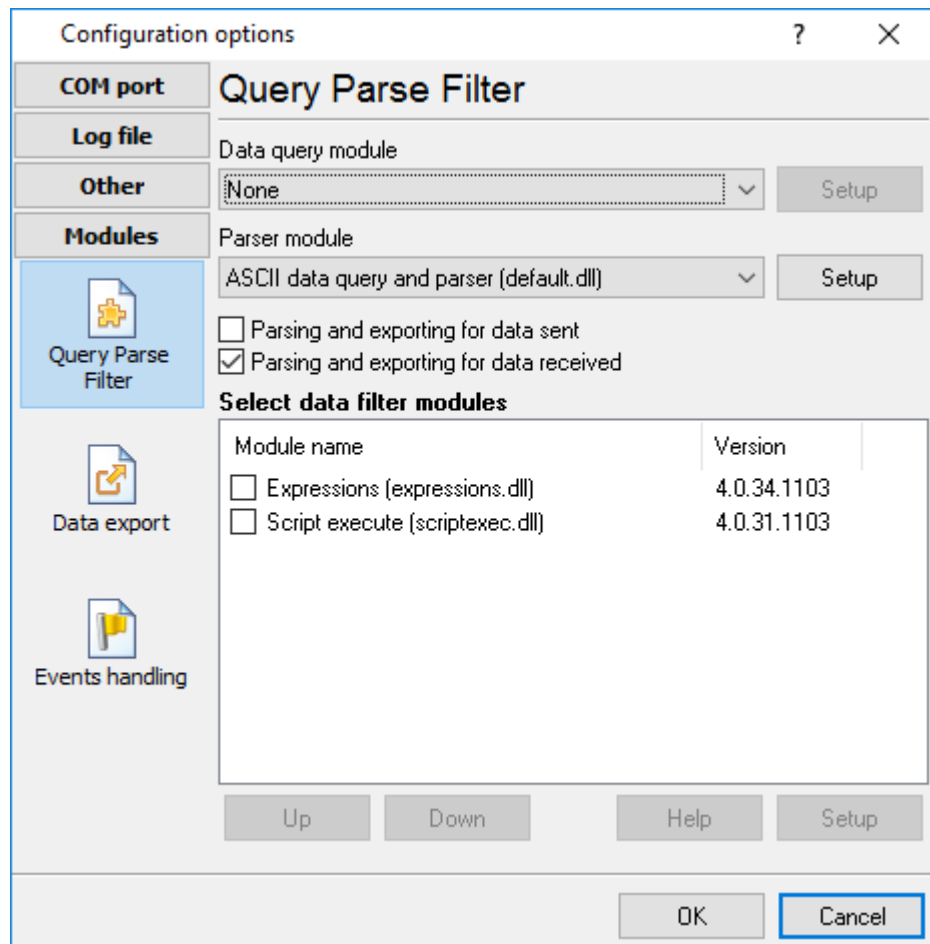 Configuration options
?
COM port
Log file
Other
Modules
Query Parse
Filter
Data export
Events handling
Query Parse Filter
Data query module
None
Setup
Parser module
ASCII data query and parser (default.dll)
Setup
Parsing and exporting for data sent
Parsing and exporting for data received
Select data filter modules
Module name Version
Expressions (expressions.dll) 4.0.34.1103
Script execute (scriptexec.dll) 4.0.31.1103
Up Down Help Setup
OK Cancel